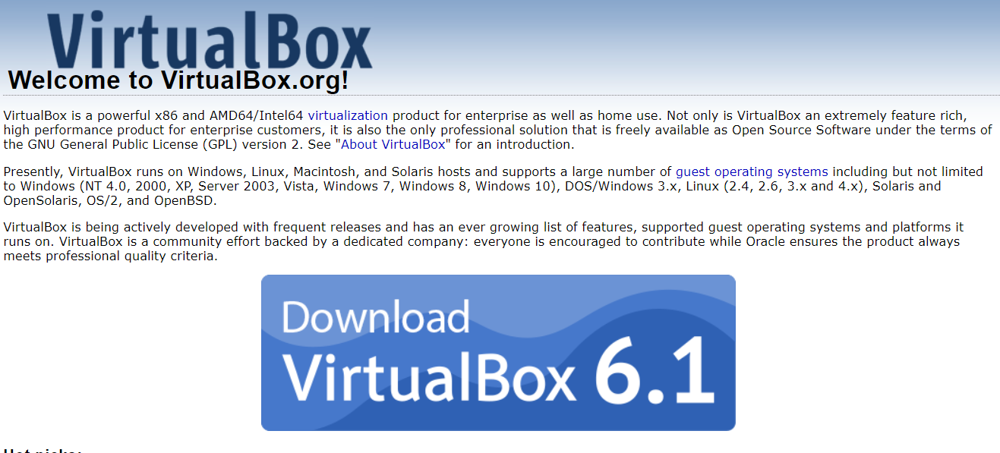 VirtualBox
Welcome to VirtualBox.org!
VirtualBox is a powerful x86 and AMD64/Intel64 virtualization product for enterprise as well as home use. Not only is VirtualBox an extremely feature rich,
high performance product for enterprise customers, it is also the only professional solution that is freely available as Open Source Software under the terms of
the GNU General Public License (GPL) version 2. See "About VirtualBox" for an introduction.
Presently, VirtualBox runs on Windows, Linux, Macintosh, and Solaris hosts and supports a large number of guest operating systems including but not limited
to Windows (NT 4.0, 2000, XP, Server 2003, Vista, Windows 7, Windows 8, Windows 10), DOS/Windows 3.x, Linux (2.4, 2.6, 3.x and 4.x), Solaris and
OpenSolaris, OS/2, and OpenBSD.
VirtualBox is being actively developed with frequent releases and has an ever growing list of features, supported guest operating systems and platforms it
runs on. VirtualBox is a community effort backed by a dedicated company: everyone is encouraged to contribute while Oracle ensures the product always
meets professional quality criteria.
Download
VirtualBox 6.1